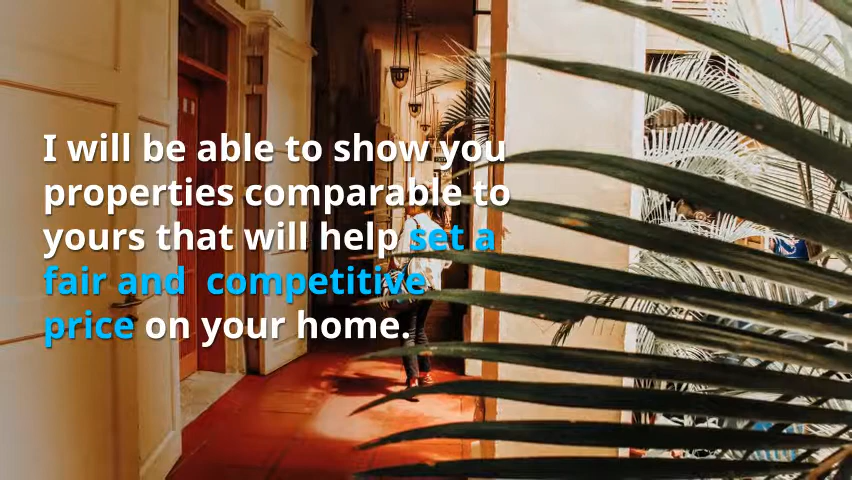 I will be able to show you
properties comparable to
yours that will help set a
fair and  competitive
price on your home.